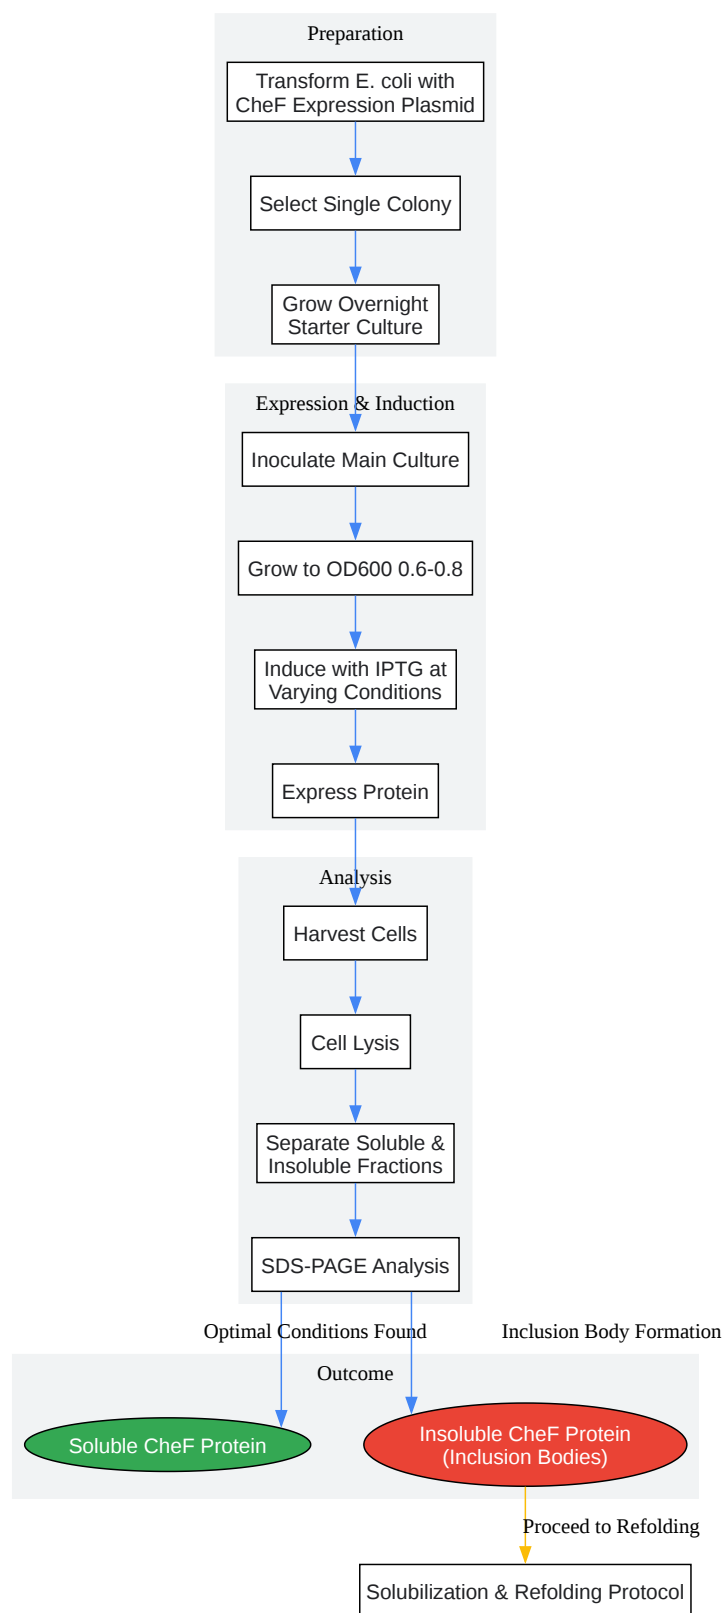 Preparation
Transform E. coli with
CheF Expression Plasmid
Select Single Colony
Grow Overnight
Starter Culture
Expression & Induction
Inoculate Main Culture
Grow to OD600 0.6-0.8
Induce with IPTG at
Varying Conditions
Express Protein
Analysis
Harvest Cells
Cell Lysis
Separate Soluble &
Insoluble Fractions
SDS-PAGE Analysis
Optimal Conditions Found
Inclusion Body Formation
Outcome
Soluble CheF Protein
Insoluble CheF Protein
(Inclusion Bodies)
Proceed to Refolding
Solubilization & Refolding Protocol